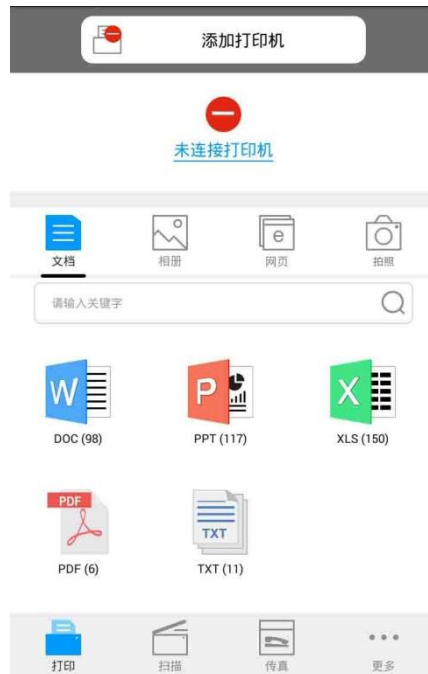 添加打印机
未连接打印机
文档 相册 网页 拍照
请输入关键字
DOC (98) PPT (117) XLS (150)
PDF
TXT
PDF (6) TXT (11)
打印 扫描 传真 更多